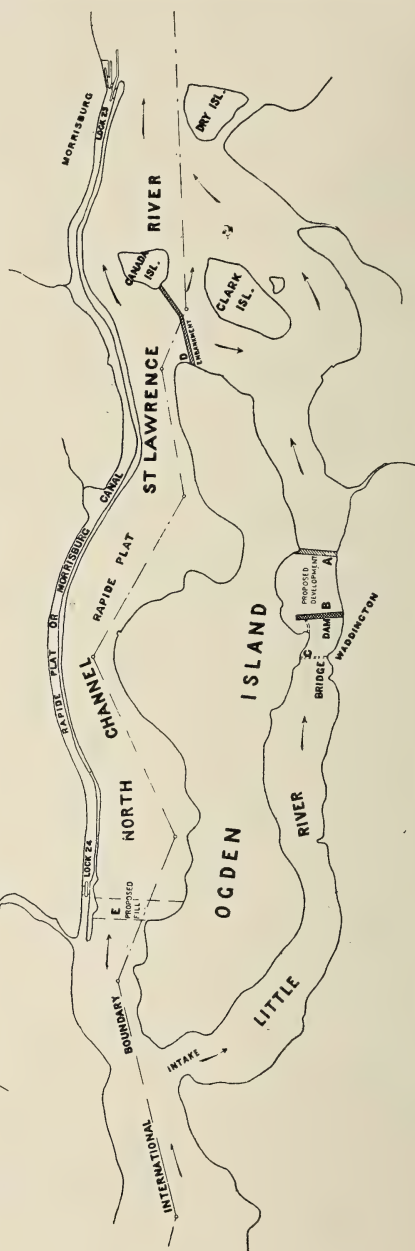 MORRISBURG
LOCK 23
RAPIDE PLAT OR MORRISBURG CANAL
LOCK 24
ST LAWRENCE RIVER
RAPIDE PLAT
NORTH CHANNEL
CANADA ISL.
DRY ISL.
CLARK ISL.
D
EMBANKMENT
E
PROPOSED FILL
INTERNATIONAL BOUNDARY
INTAKE
OGDEN ISLAND
LITTLE RIVER
PROPOSED
DEVELOPMENT
A
B
DAM
C
BRIDGE
WADDINGTON